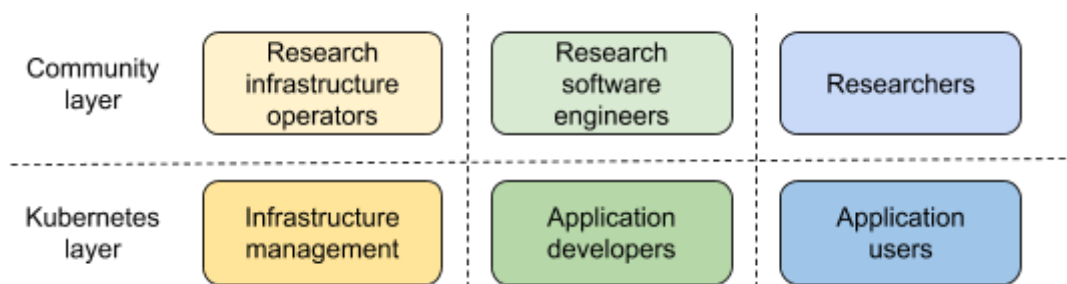 Community
layer
Research
infrastructure
operators
Research
software
engineers
Researchers
Kubernetes
layer
Infrastructure
management
Application
developers
Application
users